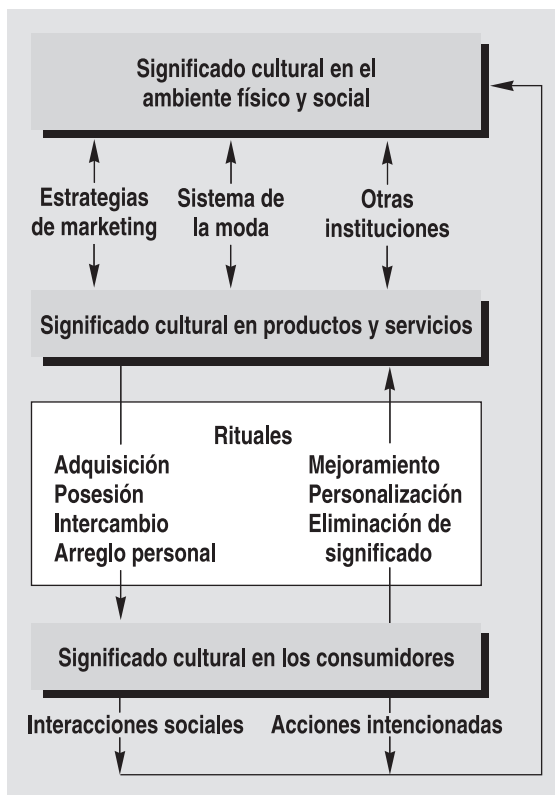 Significado cultural en el
ambiente físico y social
Estrategias
de marketing
Sistema de
la moda
Otras
instituciones
Significado cultural en productos y servicios
Rituales
Adquisición
Posesión
Intercambio
Arreglo personal
Mejoramiento
Personalización
Eliminación de
significado
Significado cultural en los consumidores
Interacciones sociales
Acciones intencionadas